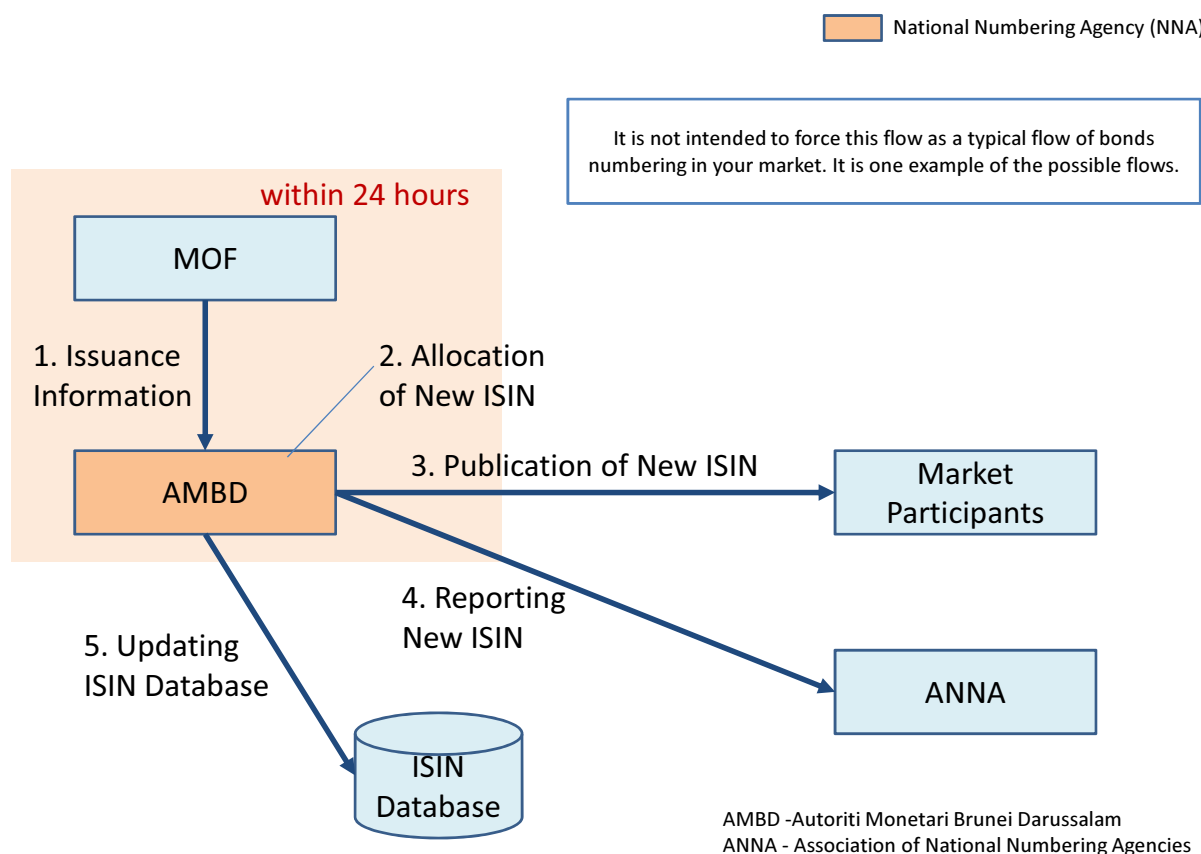 National Numbering Agency (NNA)
It is not intended to force this flow as a typical flow of bonds
numbering in your market. It is one example of the possible flows.
within 24 hours
MOF
1. Issuance
Information
2. Allocation
of New ISIN
3. Publication of New ISIN
AMBD
Market
Participants
4. Reporting
New ISIN
5. Updating
ISIN Database
ANNA
ISIN
Database
AMBD -Autoriti Monetari Brunei Darussalam
ANNA - Association of National Numbering Agencies